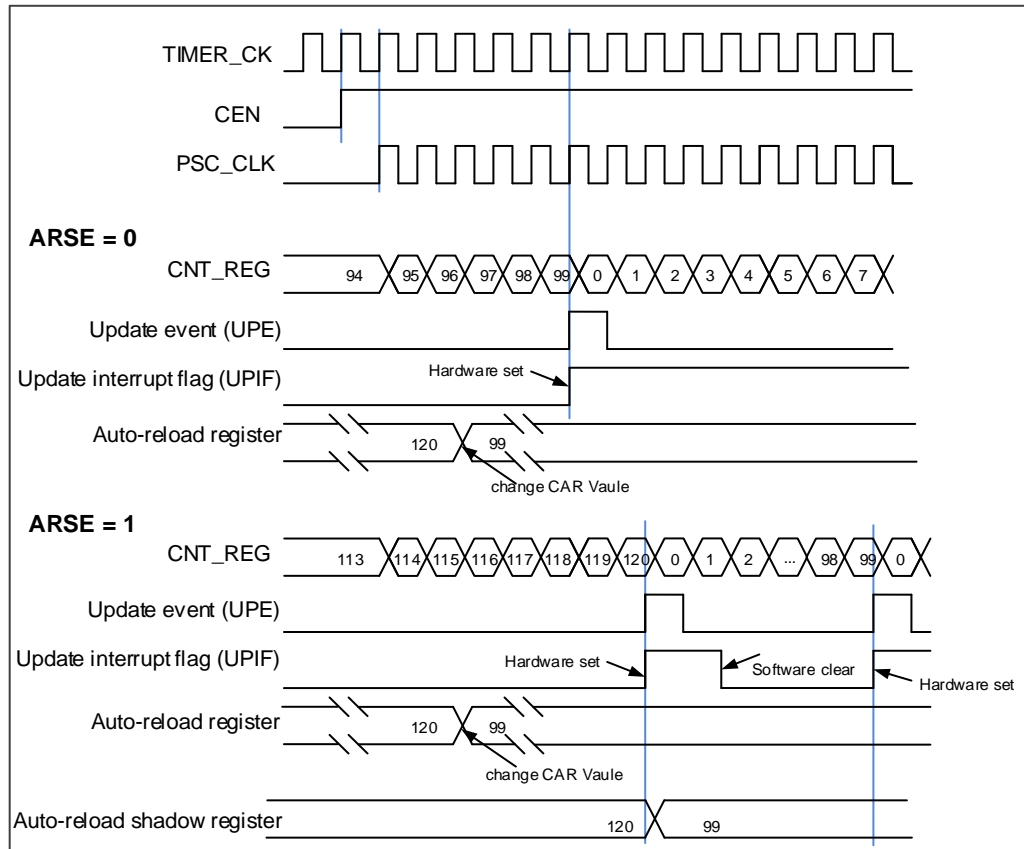 TIMER_CK
CEN
PSC_CLK
ARSE = 0
CNT_REG 94 95 96 97 98 99 0 1 2 3 4 5 6 7
Update event (UPE)
Update interrupt flag (UPIF) Hardware set
Auto-reload register 120 99
change CAR Vaule
ARSE = 1
CNT_REG 113 114 115 116 117 118 119 120 0 1 2 ... 98 99 0
Update event (UPE)
Update interrupt flag (UPIF) Hardware set Software clear Hardware set
Auto-reload register 120 99
change CAR Vaule
Auto-reload shadow register 120 99